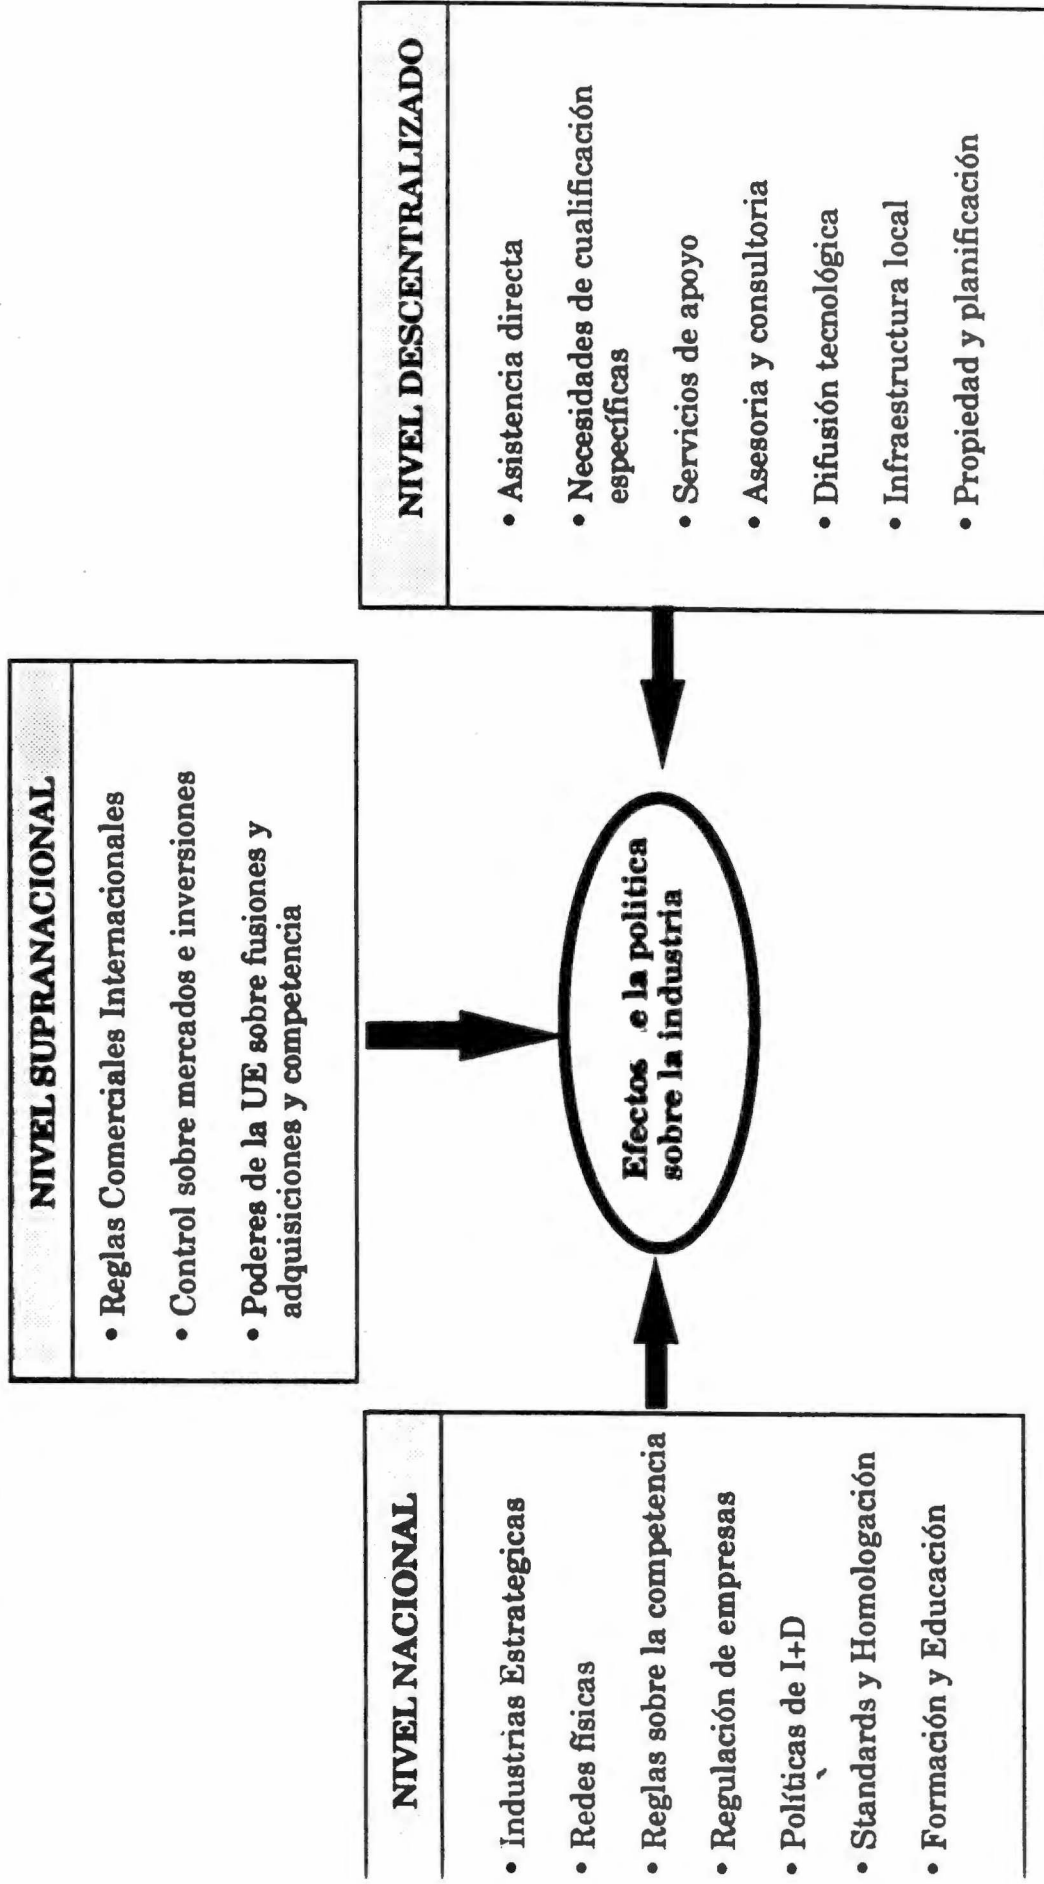 NIVEL SUPRANACIONAL
• Reglas Comerciales Internacionales
• Control sobre mercados e inversiones
• Poderes de la UE sobre fusiones y
adquisiciones y competencia
NIVEL NACIONAL
• Industrias Estrategicas
• Redes físicas
• Reglas sobre la competencia
• Regulación de empresas
• Políticas de I+D
• Standards y Homologación
• Formación y Educación
Efectos e la politica
sobre la industria
NIVEL DESCENTRALIZADO
• Asistencia directa
• Necesidades de cualificación
específicas
• Servicios de apoyo
• Asesoria y consultoria
• Difusión tecnológica
• Infraestructura local
• Propiedad y planificación